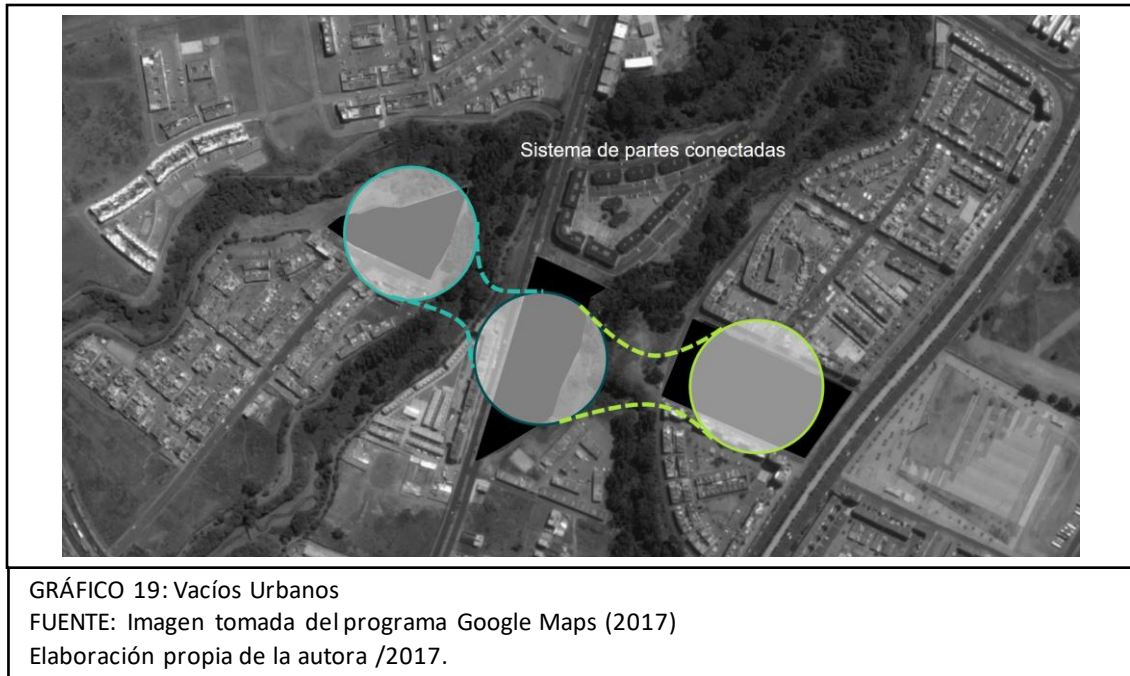 Sistema de partes conectadas
GRÁFICO 19: Vacíos Urbanos
FUENTE: Imagen tomada del programa Google Maps (2017)
Elaboración propia de la autora /2017.